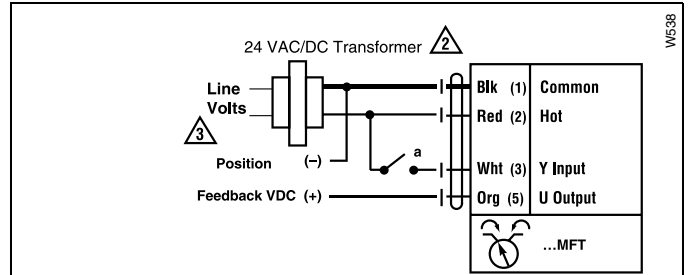 W538
24 VAC/DC Transformer 2
Line
Volts
3
Blk (1) Common
Red (2) Hot
a
Position (–)
Wht (3) Y Input
Feedback VDC (+)
Org (5) U Output
...MFT